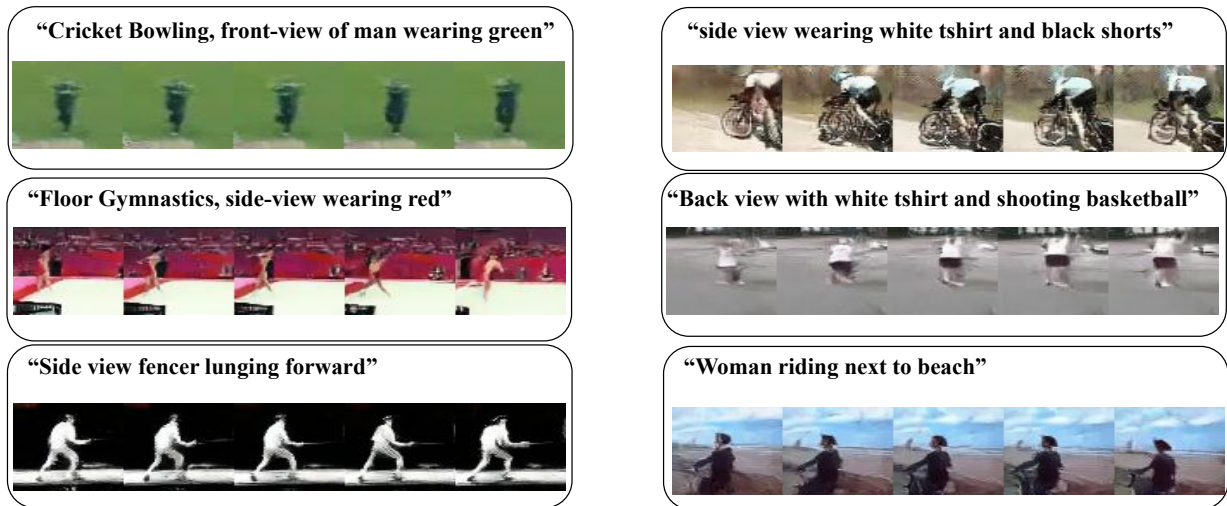 “Cricket Bowling, front-view of man wearing green”
“Floor Gymnastics, side-view wearing red”
“Side view fencer lunging forward”
“side view wearing white tshirt and black shorts”
“Back view with white tshirt and shooting basketball”
“Woman riding next to beach”